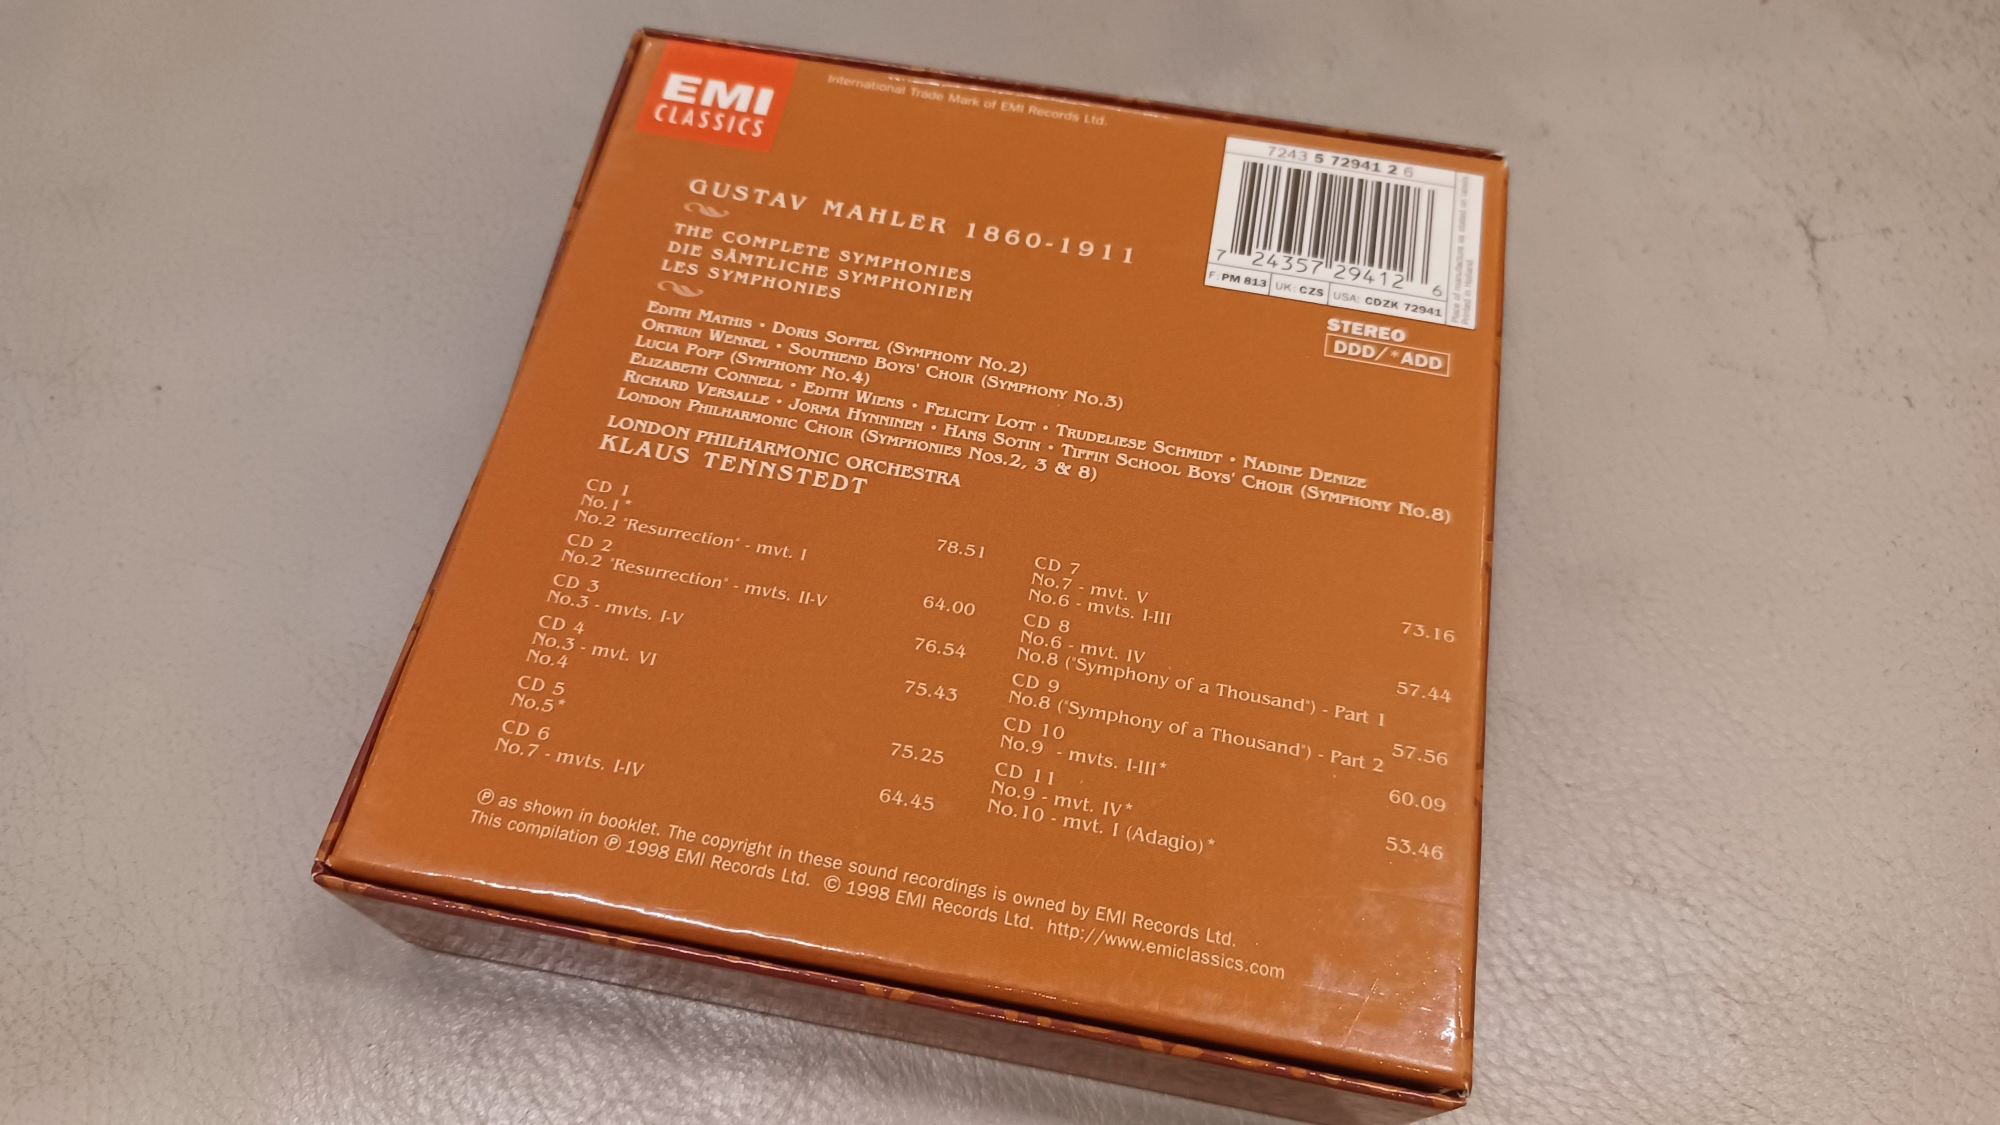 EMI
CLASSICS
International Trade Mark of EMI Records Ltd.
7243 5 72941 2 6
7 24357 29412 6
F: PM 813 UK: CZS USA: CDZK 72941
Place of manufacture as stated on discs
Printed in Holland
STEREO
DDD/*ADD
GUSTAV MAHLER 1860-1911
THE COMPLETE SYMPHONIES
DIE SÄMTLICHE SYMPHONIEN
LES SYMPHONIES
EDITH MATHIS • DORIS SOFFEL (SYMPHONY NO.2)
ORTRUN WENKEL • SOUTHEND BOYS' CHOIR (SYMPHONY NO.3)
LUCIA POPP (SYMPHONY NO.4)
ELIZABETH CONNELL • EDITH WIENS • FELICITY LOTT • TRUDELIESE SCHMIDT • NADINE DENIZE
RICHARD VERSALLE • JORMA HYNNINEN • HANS SOTIN • TIFFIN SCHOOL BOYS' CHOIR (SYMPHONY NO.8)
LONDON PHILHARMONIC CHOIR (SYMPHONIES NOS.2, 3 & 8)
LONDON PHILHARMONIC ORCHESTRA
KLAUS TENNSTEDT
CD 1
No.1*
No.2 "Resurrection" - mvt. I 78.51
CD 2
No.2 "Resurrection" - mvts. II-V 64.00
CD 3
No.3 - mvts. I-V 76.54
CD 4
No.3 - mvt. VI
No.4 75.43
CD 5
No.5* 75.25
CD 6
No.7 - mvts. I-IV 64.45
CD 7
No.7 - mvt. V
No.6 - mvts. I-III 73.16
CD 8
No.6 - mvt. IV
No.8 ("Symphony of a Thousand") - Part 1 57.44
CD 9
No.8 ("Symphony of a Thousand") - Part 2 57.56
CD 10
No.9 - mvts. I-III* 60.09
CD 11
No.9 - mvt. IV*
No.10 - mvt. I (Adagio)* 53.46
℗ as shown in booklet. The copyright in these sound recordings is owned by EMI Records Ltd.
This compilation ℗ 1998 EMI Records Ltd. © 1998 EMI Records Ltd. http://www.emiclassics.com